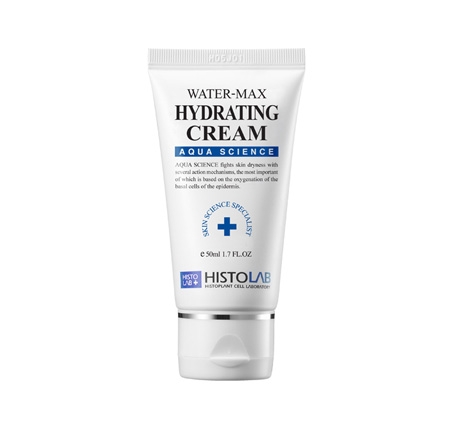 WATER-MAX
HYDRATING
CREAM
AQUA SCIENCE
AQUA SCIENCE fights skin dryness with
several action mechanisms, the most important
of which is based on the oxygenation of the
basal cells of the epidermis.
SKIN SCIENCE SPECIALIST
e 50ml 1.7 FL.OZ
HISTO
LAB +
HISTOLAB
HISTOPLANT CELL LABORATORY